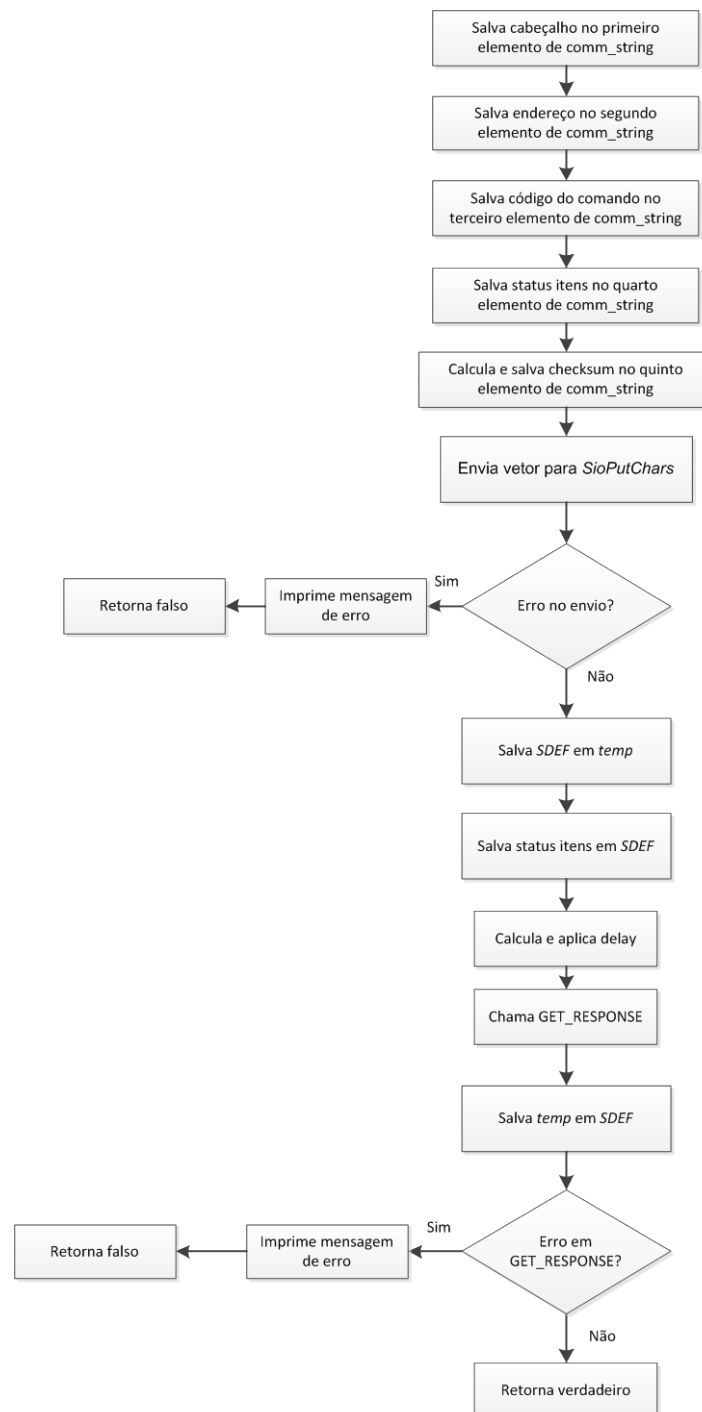 Salva cabeçalho no primeiro
elemento de comm_string
Salva endereço no segundo
elemento de comm_string
Salva código do comando no
terceiro elemento de comm_string
Salva status itens no quarto
elemento de comm_string
Calcula e salva checksum no quinto
elemento de comm_string
Envia vetor para SioPutChars
Erro no envio?
Sim
Imprime mensagem
de erro
Retorna falso
Não
Salva SDEF em temp
Salva status itens em SDEF
Calcula e aplica delay
Chama GET_RESPONSE
Salva temp em SDEF
Erro em
GET_RESPONSE?
Sim
Imprime mensagem
de erro
Retorna falso
Não
Retorna verdadeiro